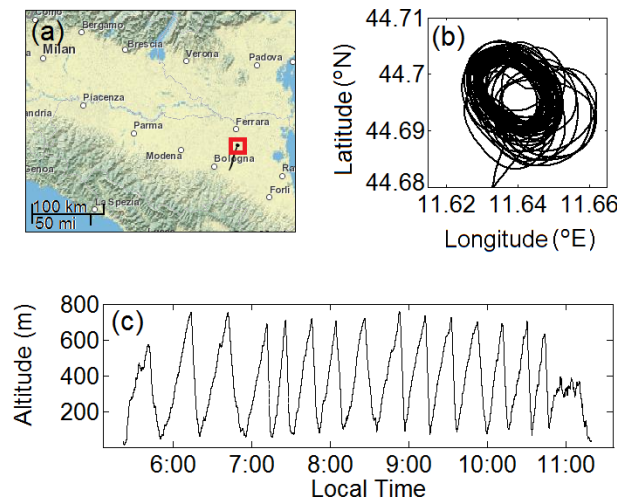 (a)
Como
Bergamo
Milan
Brescia
Verona
Padova
Piacenza
andria
Parma
Ferrara
Modena
Bologna
Ra
Genoa
Forlì
La Spezia
100 km
50 mi
(b)
44.71
44.7
44.69
44.68
Latitude (°N)
11.62 11.64 11.66
Longitude (°E)
(c)
800
600
400
200
Altitude (m)
6:00 7:00 8:00 9:00 10:00 11:00
Local Time